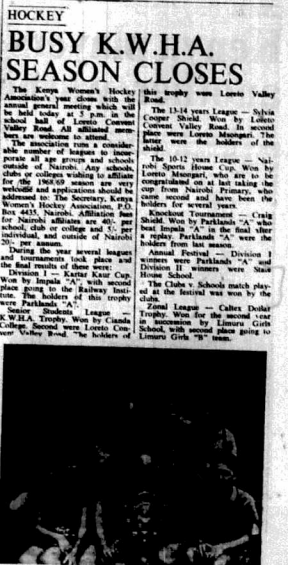 HOCKEY
BUSY K.W.H.A.
SEASON CLOSES
The Kenya Women's Hockey
Association's year closes with the
annual general meeting which will
be held today at 5 p.m. in the
school hall of Loreto Convent
Valley Road. All affiliated mem-
bers are welcome to attend.
The association runs a consider-
able number of leagues to incor-
porate all age groups and schools
outside of Nairobi. Any schools,
clubs or colleges wishing to affiliate
for the 1968/69 season are very
welcome and applications should be
addressed to: The Secretary, Kenya
Women's Hockey Association, P.O.
Box 4435, Nairobi. Affiliation fees
for Nairobi affiliates are 40/- per
school, club or college and 5/- per
individual, and outside of Nairobi
20/- per annum.
During the year several leagues
and tournaments took place and
the final results of these were:
Division I — Kartar Kaur Cup.
Won by Impala "A", with second
place going to the Railway Insti-
tute. The holders of this trophy
were Parklands "A".
Senior Students League —
K.W.H.A. Trophy. Won by Cianda
College. Second were Loreto Con-
vent Valley Road. The holders of
this trophy were Loreto Valley
Road.
The 13-14 years League — Sylvia
Cooper Shield. Won by Loreto
Convent Valley Road. In second
place were Loreto Msongari. The
latter were the holders of the
shield.
The 10-12 years League — Nai-
robi Sports House Cup. Won by
Loreto Msongari, who are to be
congratulated on at last taking the
cup from Nairobi Primary, who
came second and have been the
holders for several years.
Knockout Tournament — Craig
Shield. Won by Parklands "A" who
beat Impala "A" in the final after
a replay. Parklands "A" were the
holders from last season.
Annual Festival — Division I
winners were Parklands "A" and
Division II winners were State
House School.
The Clubs v. Schools match play-
ed at the festival was won by the
clubs.
Zonal League — Caltex Dollar
Trophy. Won for the second year
in succession by Limuru Girls
School, with second place going to
Limuru Girls "B" team.